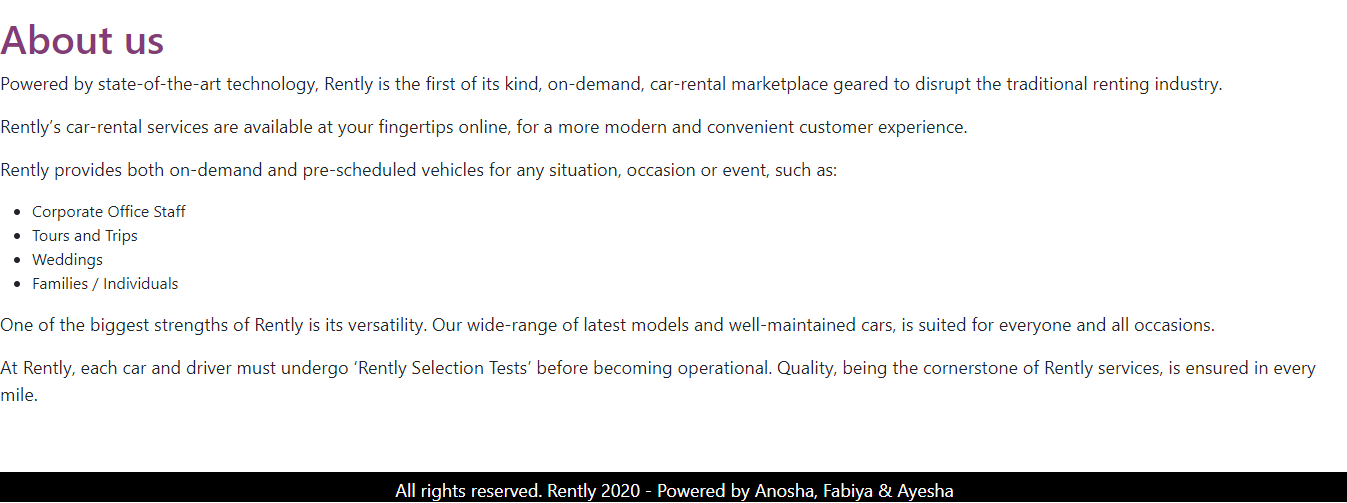 About us
Powered by state-of-the-art technology, Rently is the first of its kind, on-demand, car-rental marketplace geared to disrupt the traditional renting industry.
Rently’s car-rental services are available at your fingertips online, for a more modern and convenient customer experience.
Rently provides both on-demand and pre-scheduled vehicles for any situation, occasion or event, such as:
• Corporate Office Staff
• Tours and Trips
• Weddings
• Families / Individuals
One of the biggest strengths of Rently is its versatility. Our wide-range of latest models and well-maintained cars, is suited for everyone and all occasions.
At Rently, each car and driver must undergo ‘Rently Selection Tests’ before becoming operational. Quality, being the cornerstone of Rently services, is ensured in every
mile.
All rights reserved. Rently 2020 - Powered by Anosha, Fabiya & Ayesha